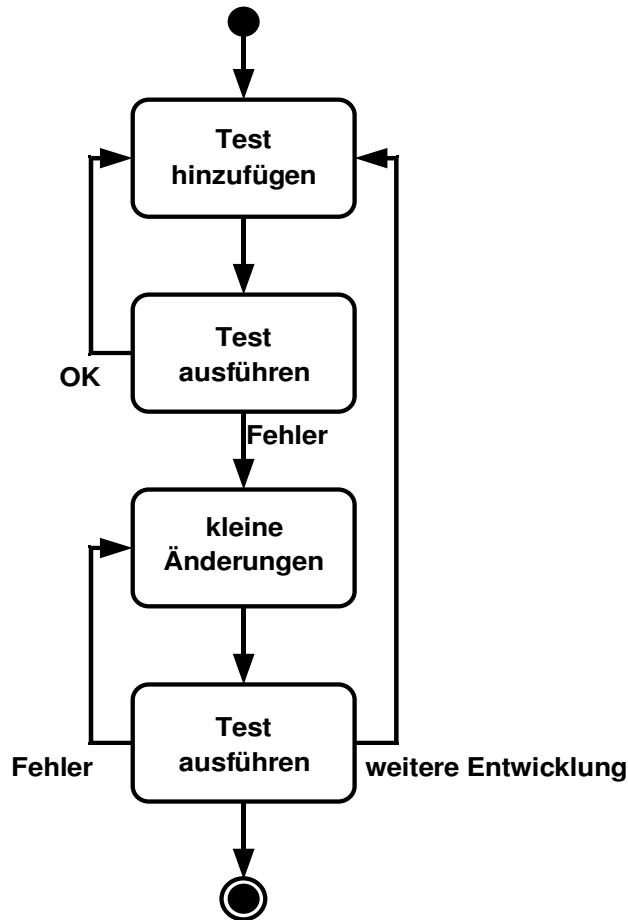 Test
hinzufügen
Test
ausführen
OK
Fehler
kleine
Änderungen
Test
ausführen
Fehler
weitere Entwicklung